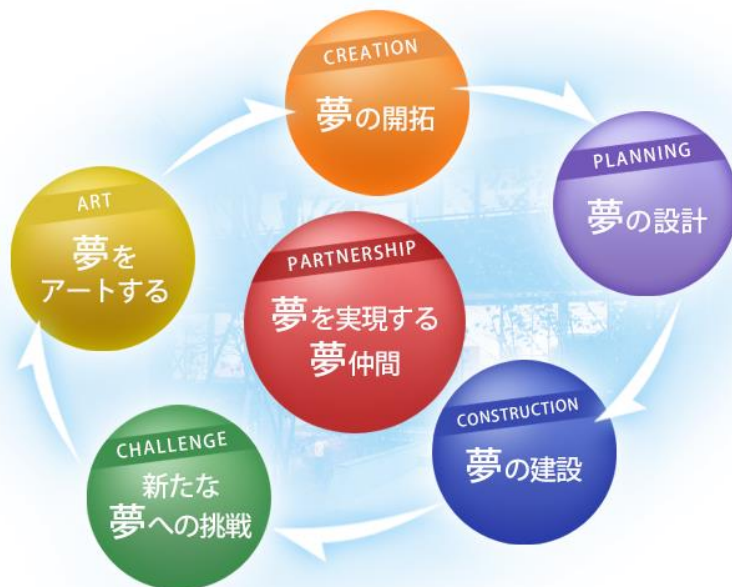 CREATION
夢の開拓
PLANNING
夢の設計
ART
夢を
アートする
PARTNERSHIP
夢を実現する
夢仲間
CONSTRUCTION
夢の建設
CHALLENGE
新たな
夢への挑戦